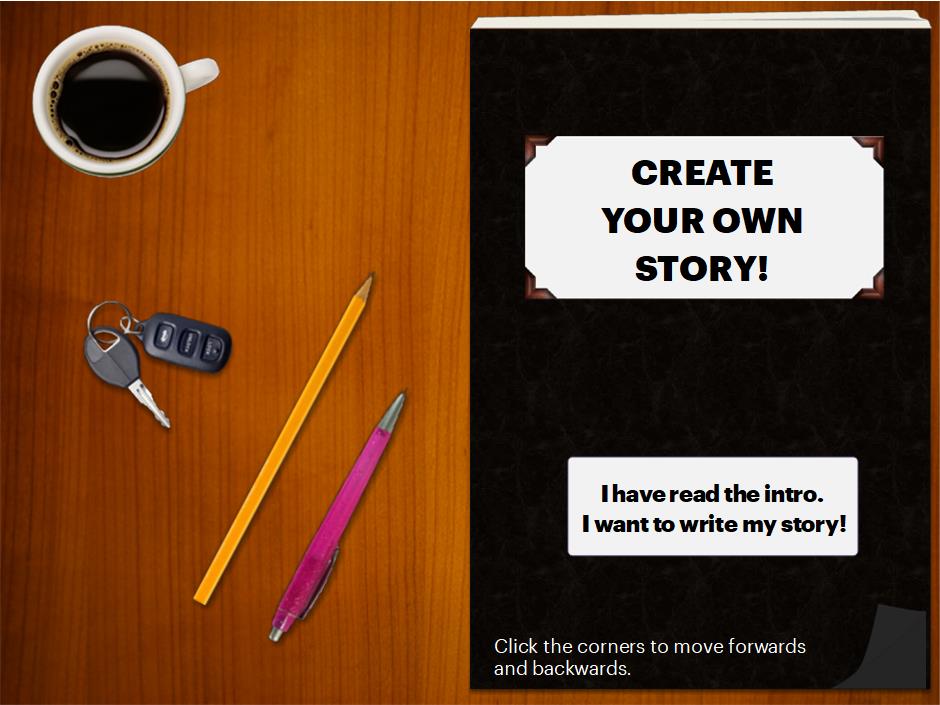 CREATE
YOUR OWN
STORY!
I have read the intro.
I want to write my story!
Click the corners to move forwards
and backwards.